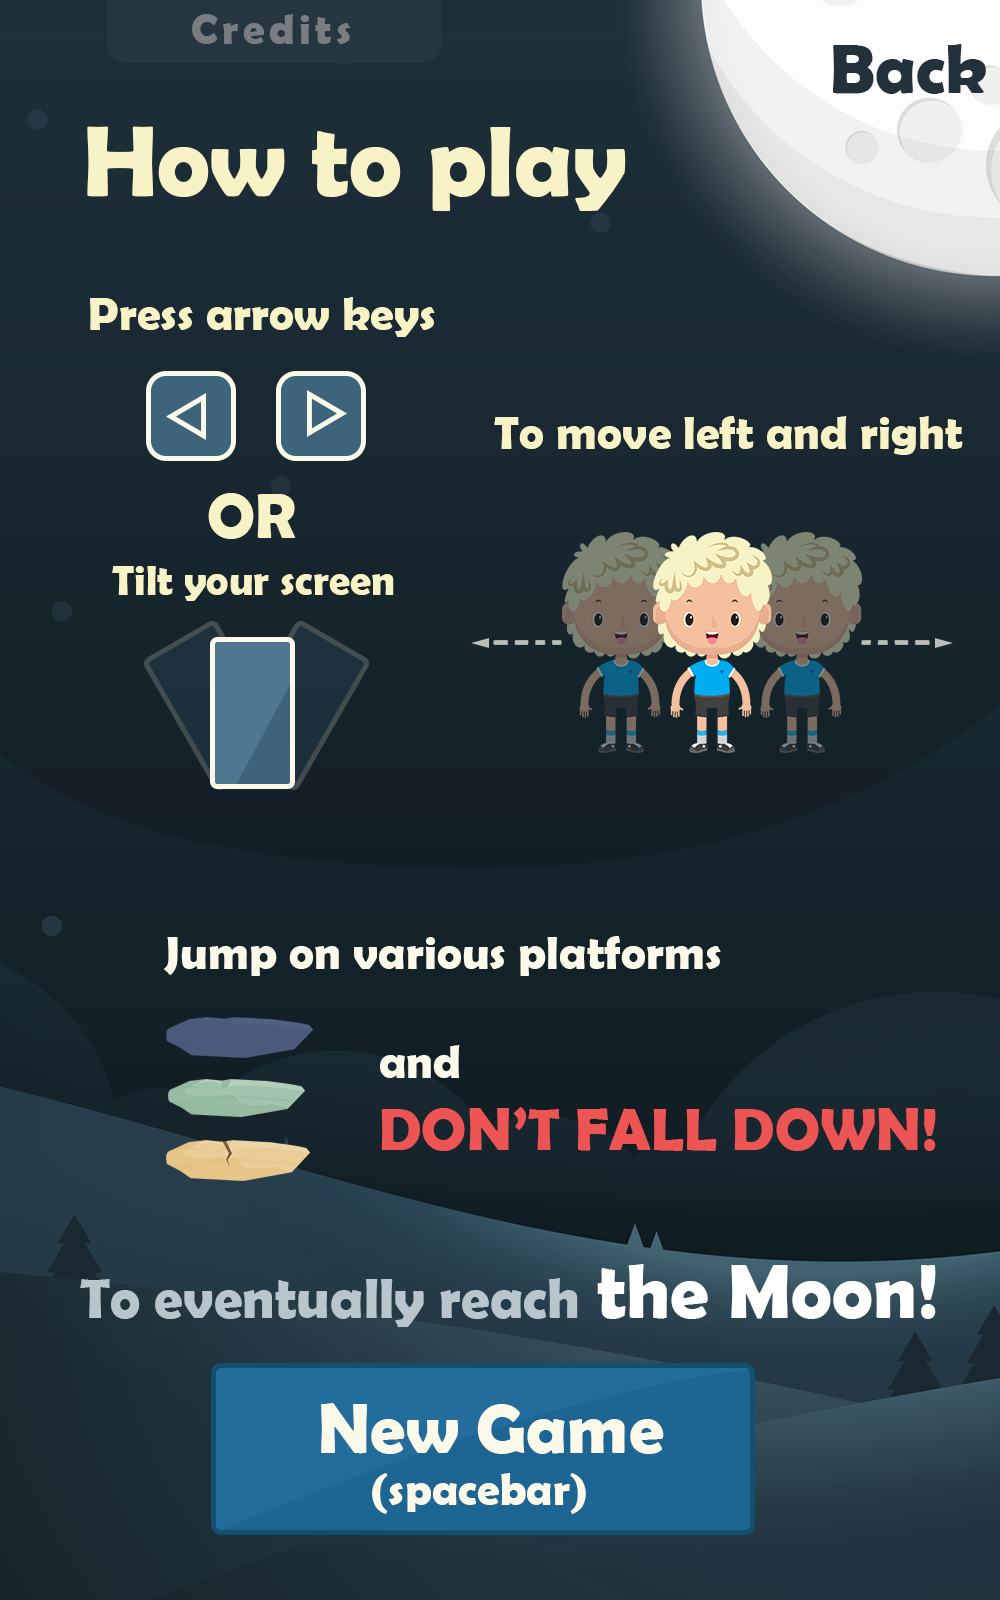 Credits
Back
How to play
Press arrow keys
To move left and right
OR
Tilt your screen
Jump on various platforms
and
DON’T FALL DOWN!
To eventually reach the Moon!
New Game
(spacebar)